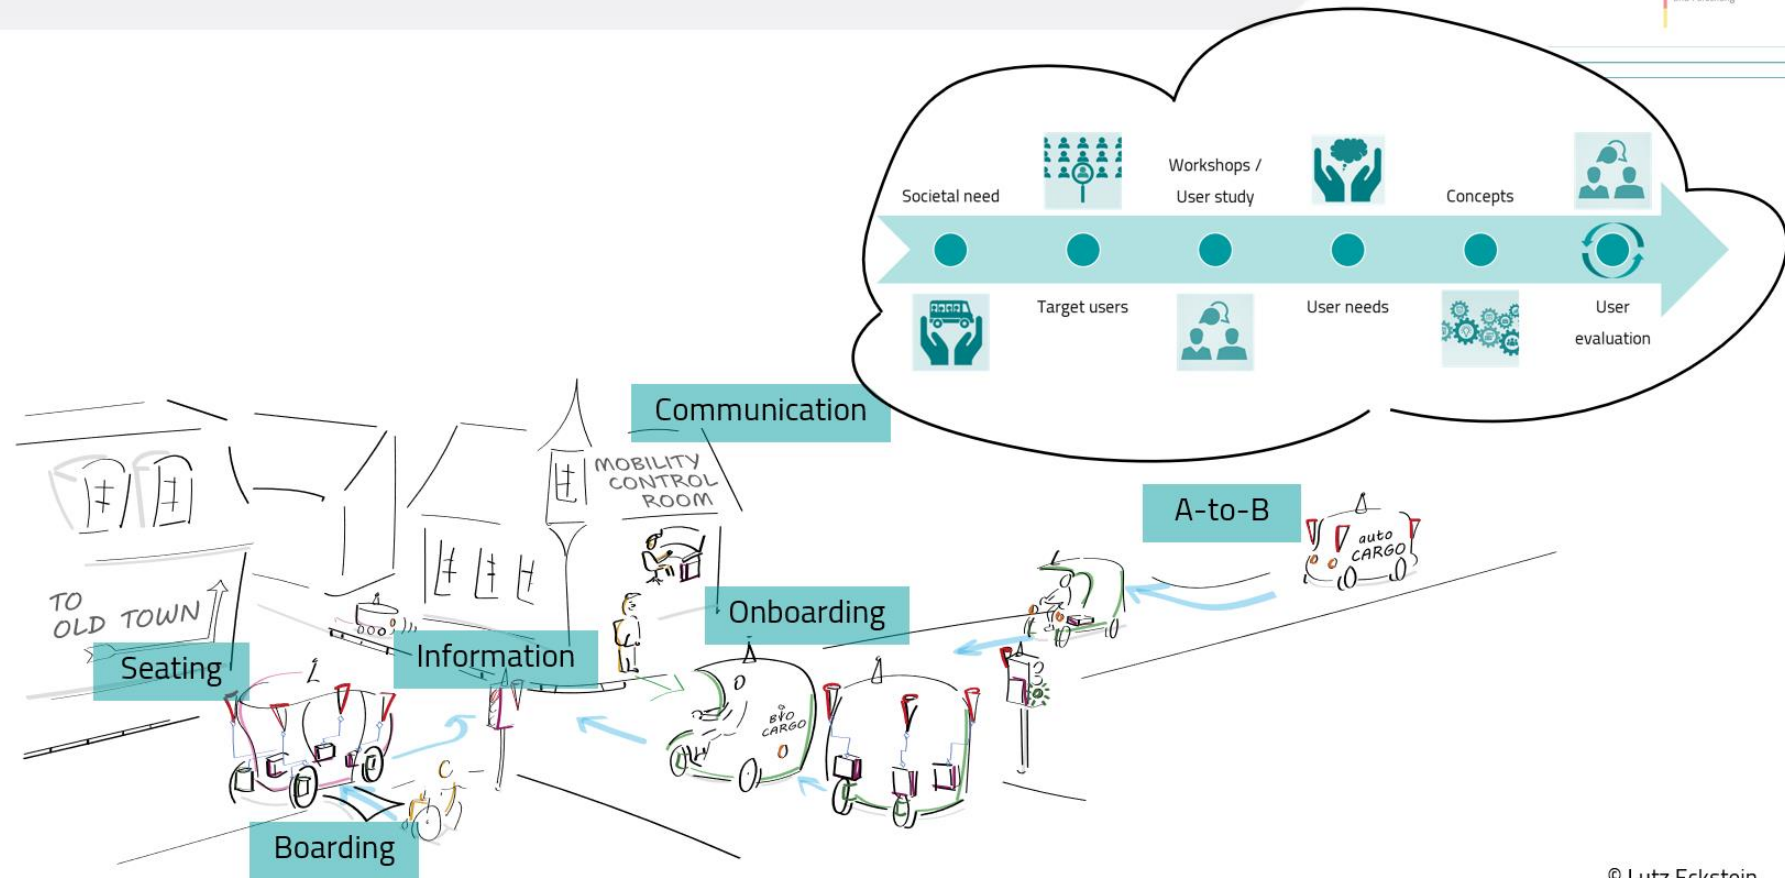 Workshops /
Societal need
User study
Concepts
Target users
User needs
User
evaluation
Communication
MOBILITY
CONTROL
ROOM
A-to-B
auto
CARGO
TO
OLD TOWN
Onboarding
Information
Seating
BIO
CARGO
Boarding
© Lutz Eckstein